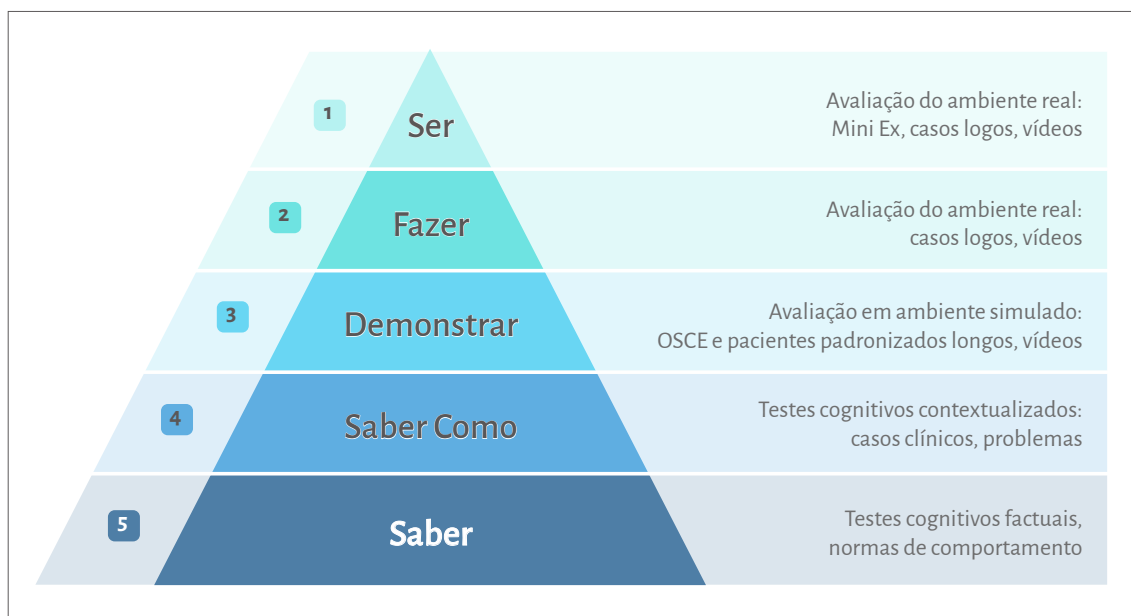 1
Ser
Avaliação do ambiente real:
Mini Ex, casos logos, vídeos
2
Fazer
Avaliação do ambiente real:
casos logos, vídeos
3
Demonstrar
Avaliação em ambiente simulado:
OSCE e pacientes padronizados longos, vídeos
4
Saber Como
Testes cognitivos contextualizados:
casos clínicos, problemas
5
Saber
Testes cognitivos factuais,
normas de comportamento